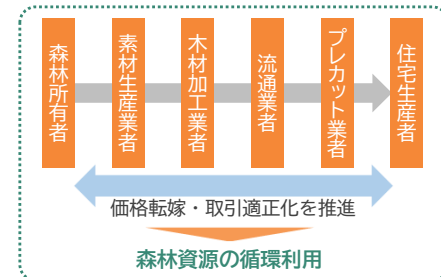 森林所有者
素材生産業者
木材加工業者
流通業者
プレカット業者
住宅生産者
価格転嫁・取引適正化を推進
森林資源の循環利用